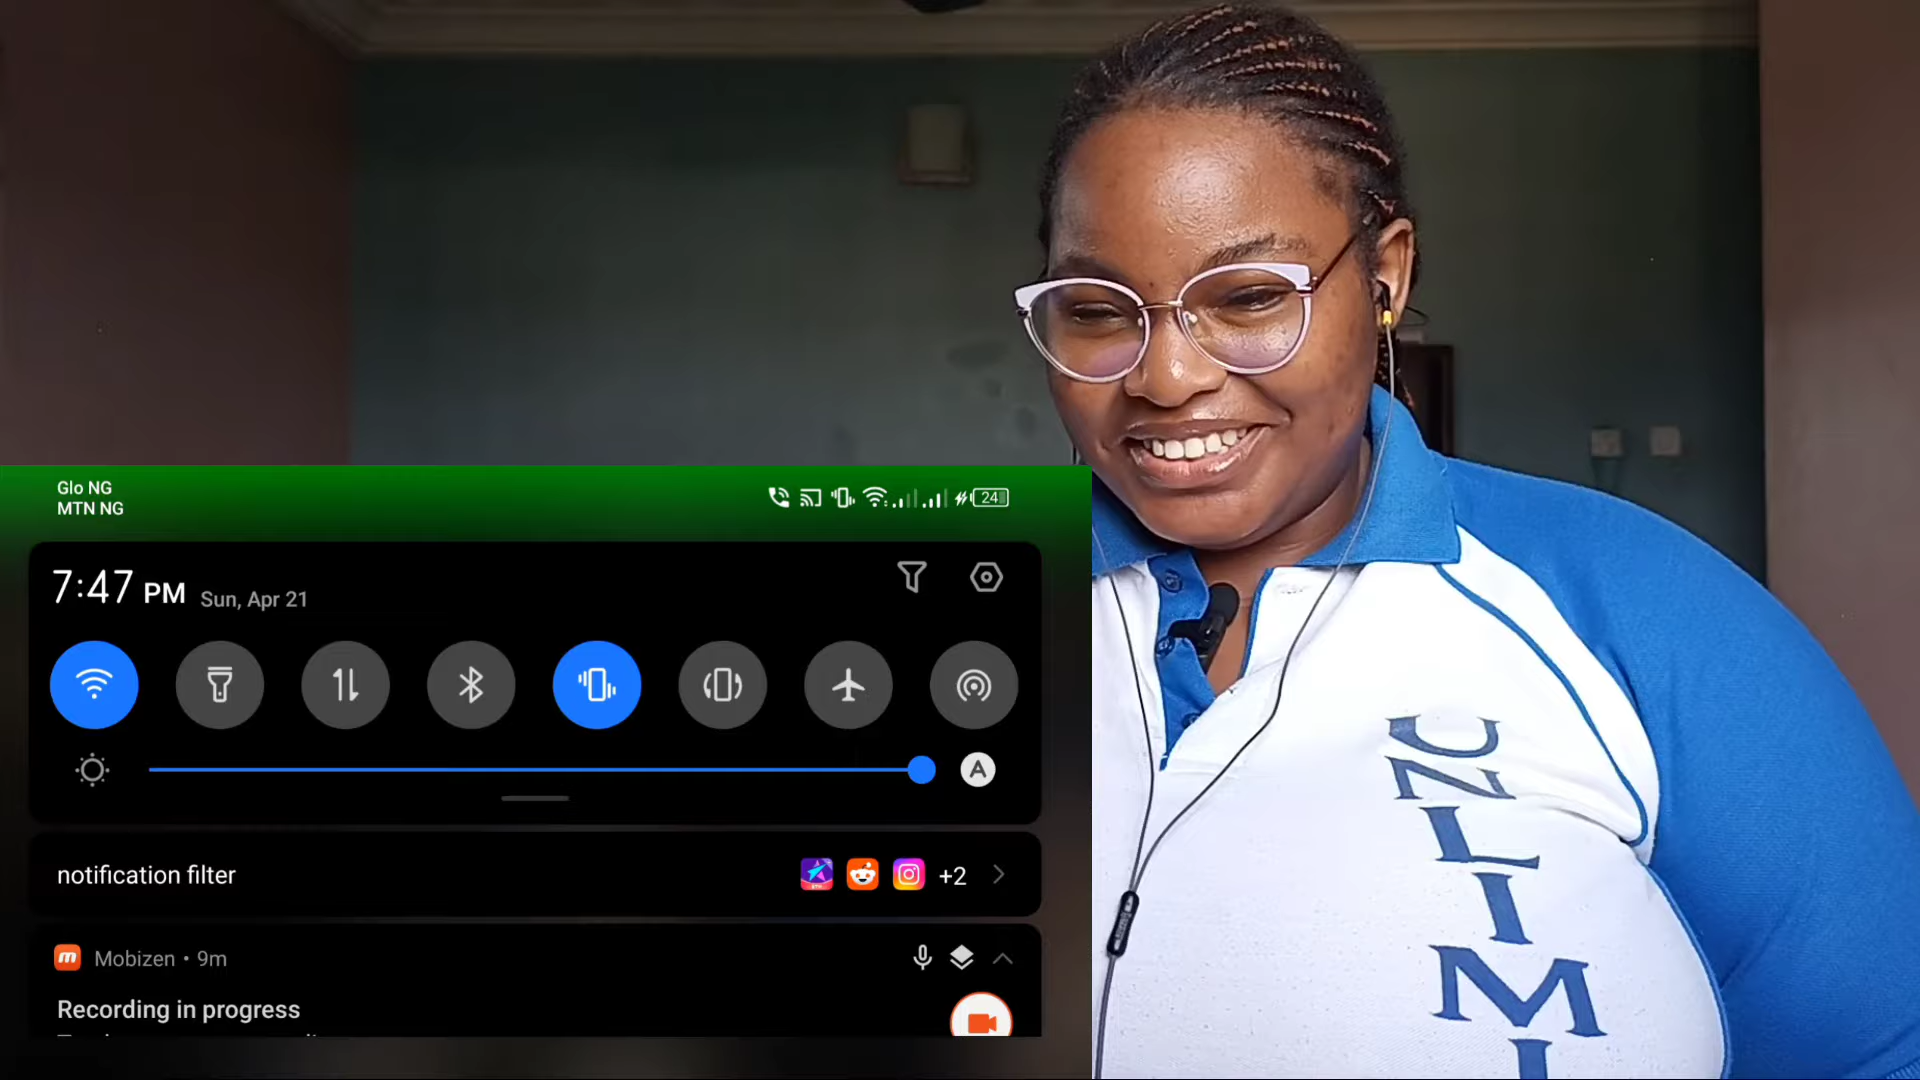 Glo NG
MTN NG
24
7:47 PM Sun, Apr 21
A
notification filter
+2
Mobizen • 9m
Recording in progress
UNLIMI